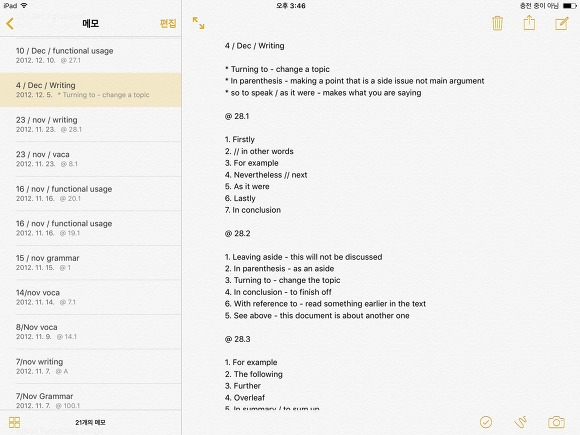 iPad
오후 3:46
충전 중이 아님
메모
편집
10 / Dec / functional usage
2012. 12. 10. @ 27.1
4 / Dec / Writing
2012. 12. 5. * Turning to - change a topic
23 / nov / writing
2012. 11. 23. @ 28.1
23 / nov / vaca
2012. 11. 23. @ 8.1
16 / nov / functional usage
2012. 11. 16. @ 20.1
16 / nov / functional usage
2012. 11. 16. @ 19.1
15 / nov grammar
2012. 11. 15. @ 1
14/nov voca
2012. 11. 14. @ 7.1
8/Nov voca
2012. 11. 9. @ 14.1
7/nov writing
2012. 11. 7. @ A
7/Nov Grammar
2012. 11. 7. @ 100.1
21개의 메모
4 / Dec / Writing
* Turning to - change a topic
* In parenthesis - making a point that is a side issue not main argument
* so to speak / as it were - makes what you are saying
@ 28.1
1. Firstly
2. // in other words
3. For example
4. Nevertheless // next
5. As it were
6. Lastly
7. In conclusion
@ 28.2
1. Leaving aside - this will not be discussed
2. In parenthesis - as an aside
3. Turning to - change the topic
4. In conclusion - to finish off
6. With reference to - read something earlier in the text
5. See above - this document is about another one
@ 28.3
1. For example
2. The following
3. Further
4. Overleaf
5. In summary / to sum up